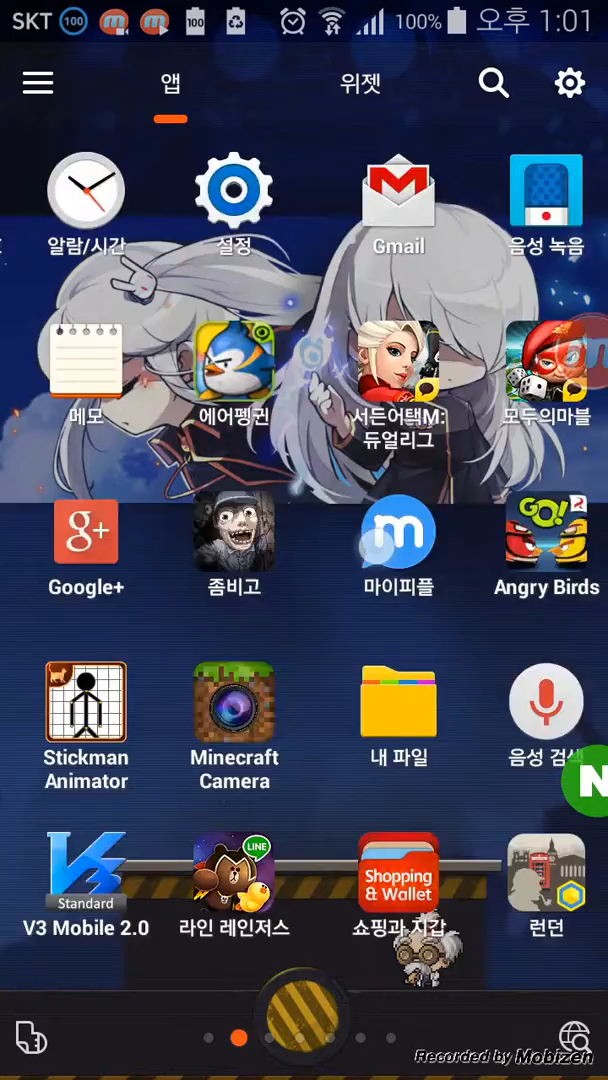 SKT 100 100 100% 오후 1:01
앱 위젯
알람/시간 설정 Gmail 음성 녹음
메모 에어펭귄 서든어택M: 모두의마블
듀얼리그
g+ m GO!
Google+ 좀비고 마이피플 Angry Birds
Stickman Minecraft 내 파일 음성 검색
Animator Camera
N
LINE
Standard
Shopping
& Wallet
V3 Mobile 2.0 라인 레인저스 쇼핑과 지갑 런던
Recorded by Mobizen